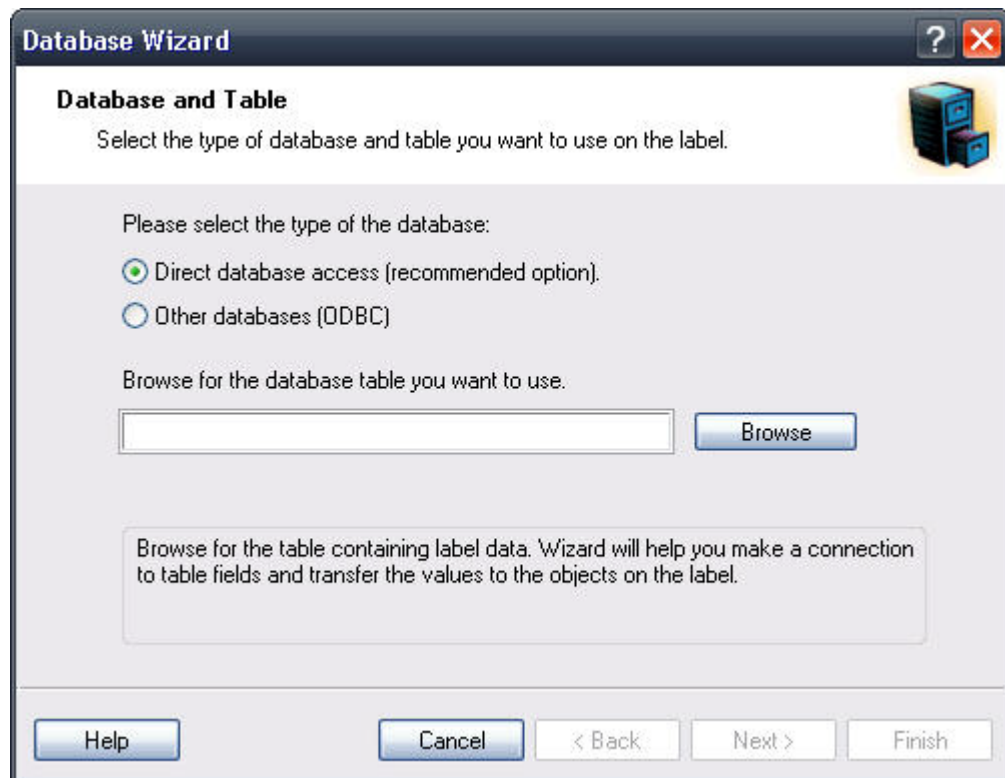 Database Wizard
?
Database and Table
Select the type of database and table you want to use on the label.
Please select the type of the database:
Direct database access (recommended option).
Other databases (ODBC)
Browse for the database table you want to use.
Browse
Browse for the table containing label data. Wizard will help you make a connection
to table fields and transfer the values to the objects on the label.
Help
Cancel
< Back
Next >
Finish